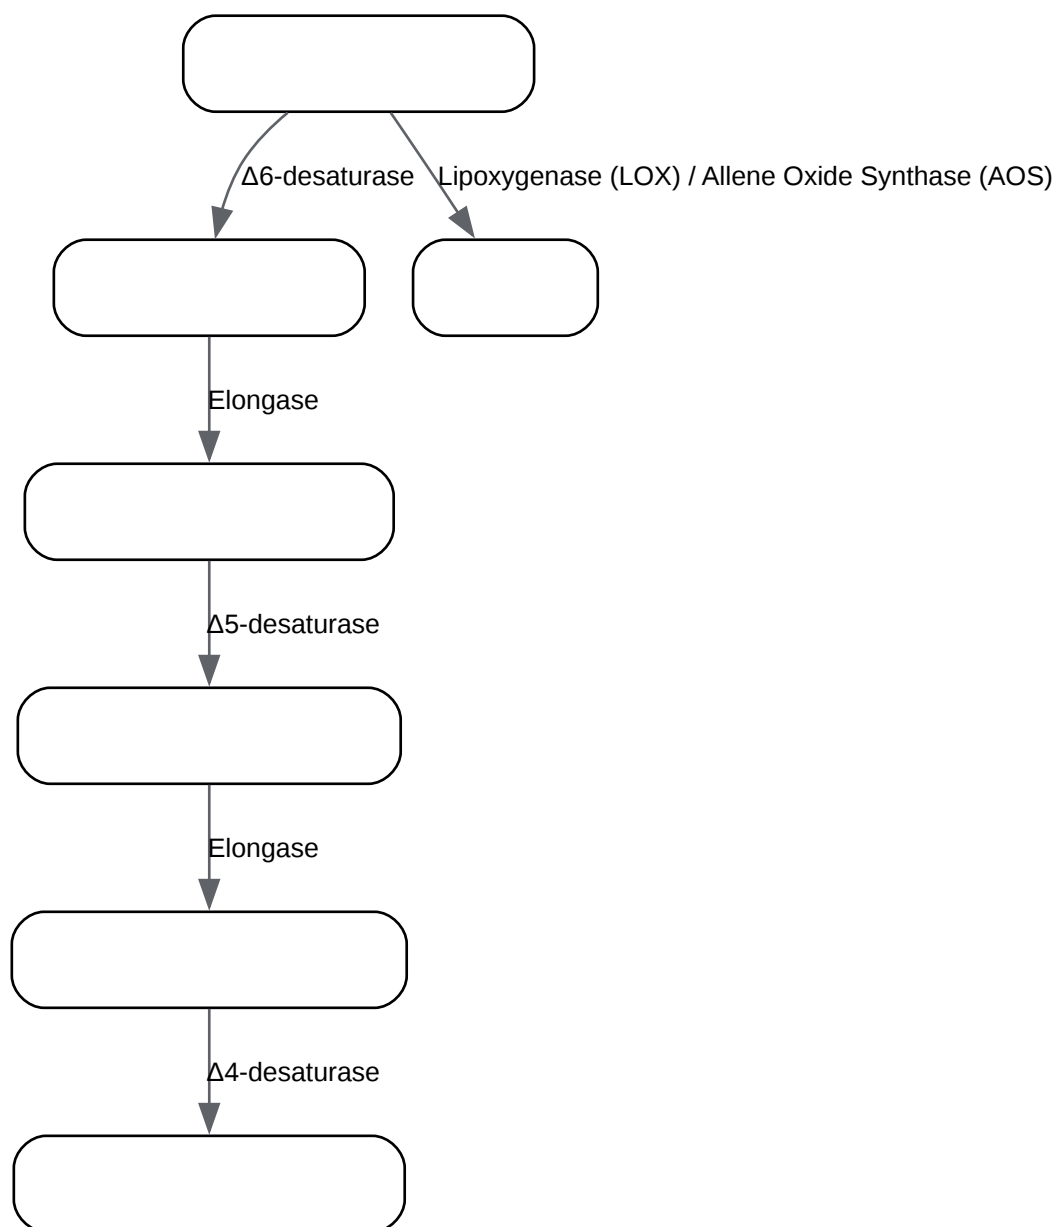 Δ6-desaturase
Lipoxygenase (LOX) / Allene Oxide Synthase (AOS)
Elongase
Δ5-desaturase
Elongase
Δ4-desaturase